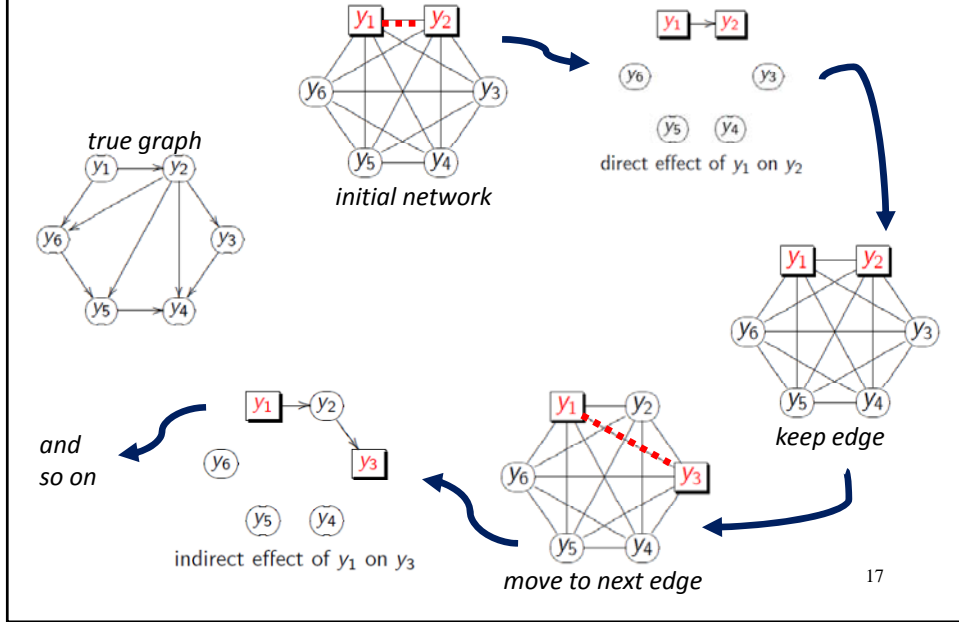 y1 y2
y6 y3
y5 y4
initial network
y1 y2
y6 y3
y5 y4
direct effect of y1 on y2
true graph
y1 y2
y6 y3
y5 y4
y1 y2
y6 y3
y5 y4
keep edge
y1 y2
y6 y3
y5 y4
move to next edge
y1 y2
y6 y3
y5 y4
indirect effect of y1 on y3
and
so on
17